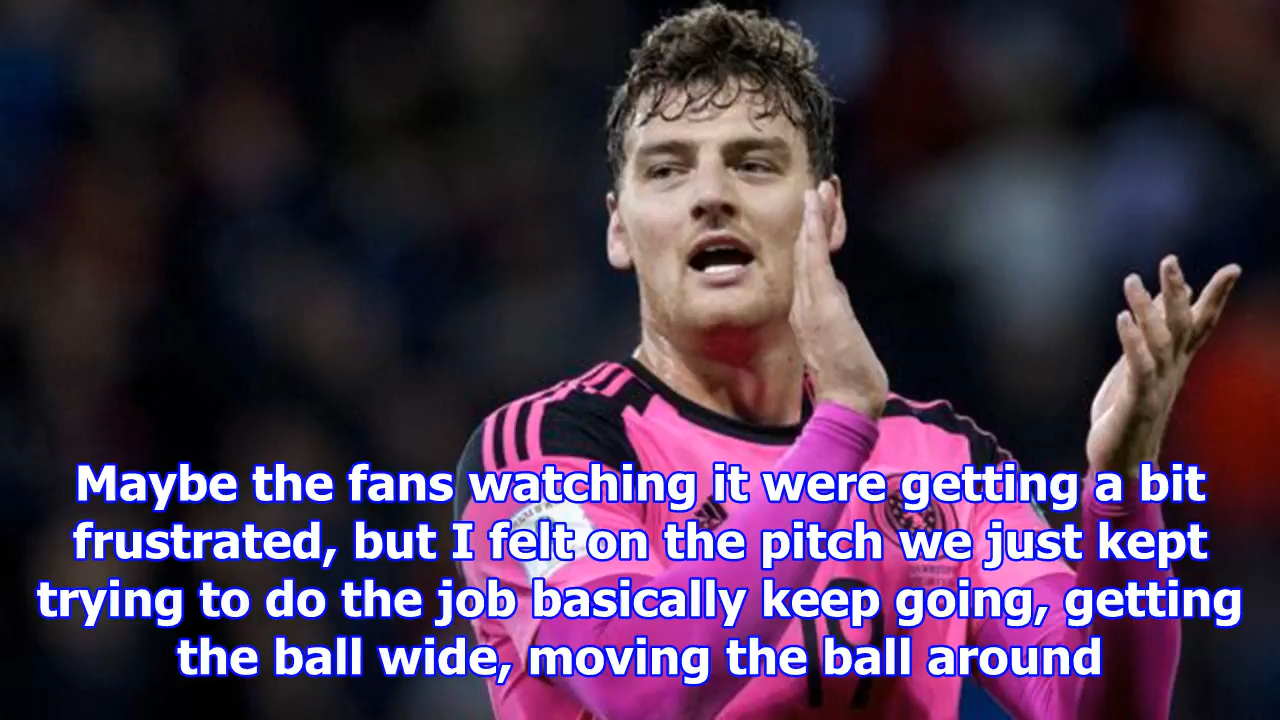 Maybe the fans watching it were getting a bit
frustrated, but I felt on the pitch we just kept
trying to do the job basically keep going, getting
the ball wide, moving the ball around
19